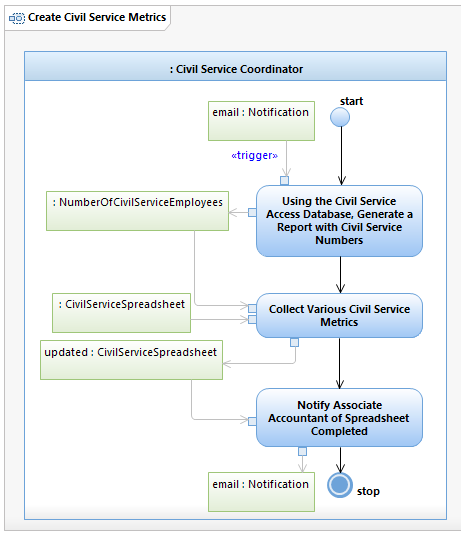 Create Civil Service Metrics
: Civil Service Coordinator
start
email : Notification
«trigger»
Using the Civil Service
Access Database, Generate a
Report with Civil Service
Numbers
: NumberOfCivilServiceEmployees
: CivilServiceSpreadsheet
Collect Various Civil Service
Metrics
updated : CivilServiceSpreadsheet
Notify Associate
Accountant of Spreadsheet
Completed
email : Notification
stop